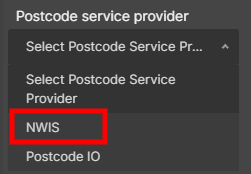 Postcode service provider
Select Postcode Service Pr...
Select Postcode Service
Provider
NWIS
Postcode IO